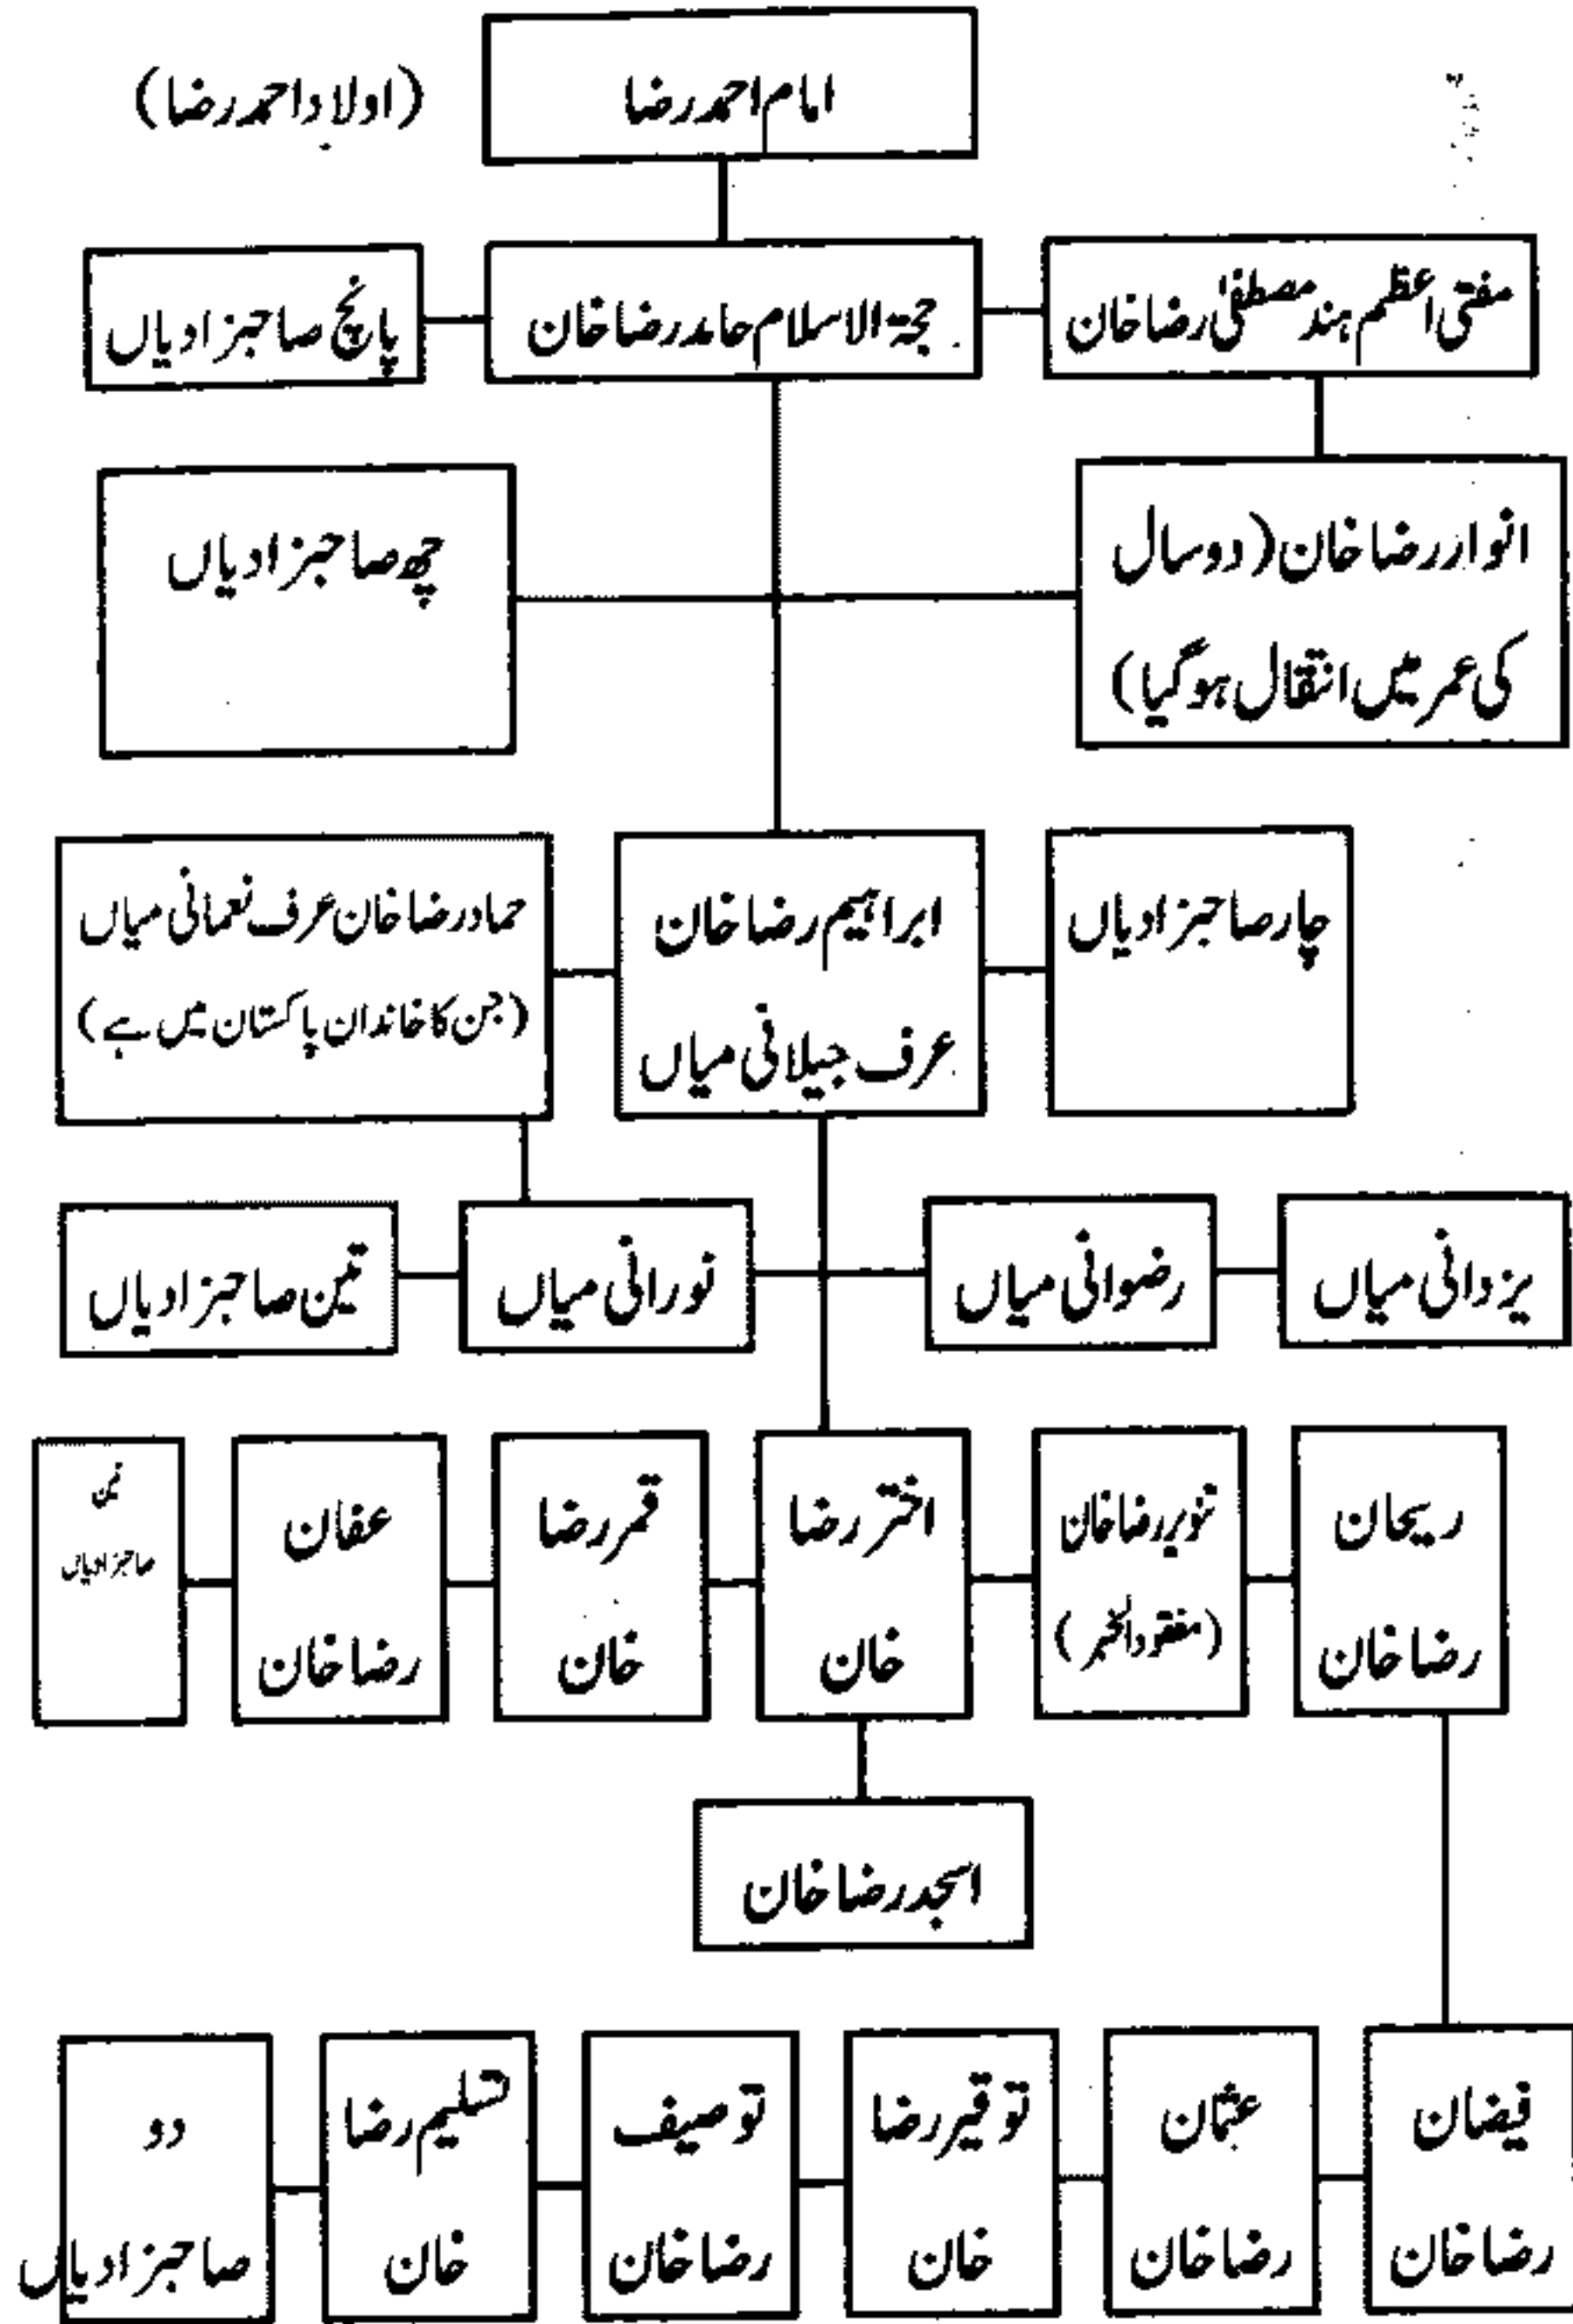 امام احمد رضا
(اولاد احمد رضا)
مفتی اعظم ہند مصطفیٰ رضا خان
حجۃ الاسلام حامد رضا خان
پانچ صاحبزادیاں
انوار رضا خان (دو سال
کی عمر میں انتقال ہو گیا)
چھ صاحبزادیاں
چار صاحبزادیاں
ابراہیم رضا خان
عرف جیلانی میاں
حماد رضا خان عرف نعمانی میاں
(جن کا خاندان پاکستان میں ہے)
یزدانی میاں
رضوانی میاں
نورانی میاں
تین صاحبزادیاں
ریحان
رضا خان
تنویر رضا خان
(مفقود الخبر)
اختر رضا
خان
قمر رضا
خان
عفان
رضا خان
تین
صاحبزادیاں
اسجد رضا خان
فیضان
رضا خان
عثمان
رضا خان
توقیر رضا
خان
توصیف
رضا خان
تسلیم رضا
خان
دو
صاحبزادیاں